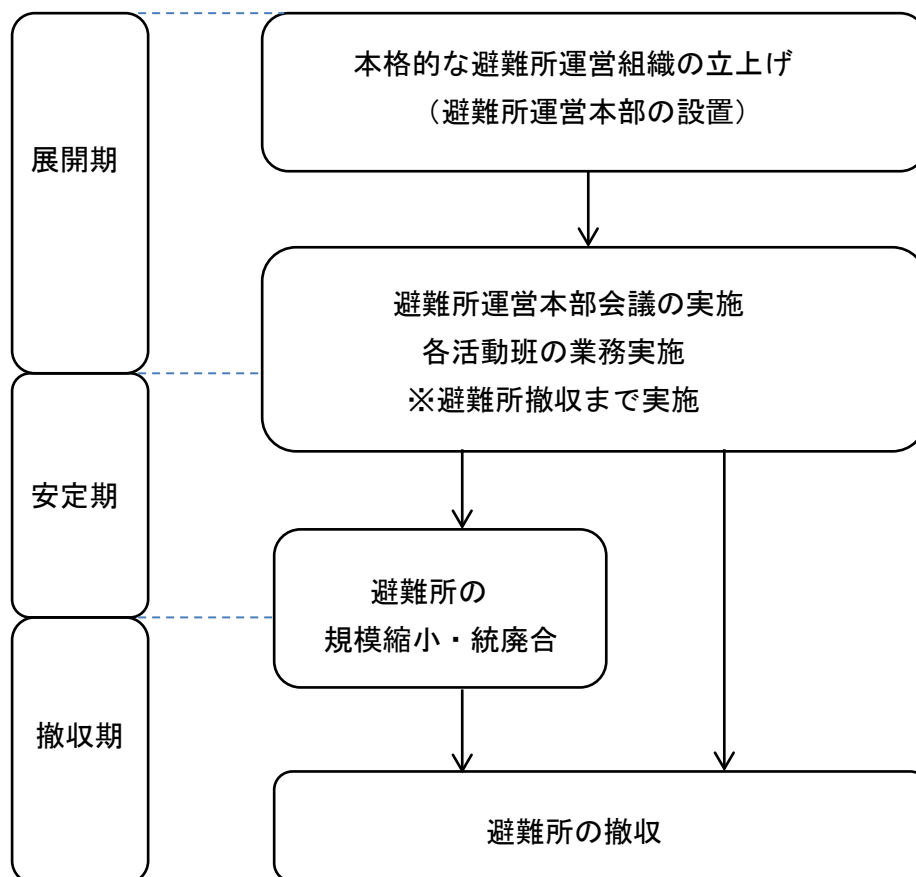 展開期
本格的な避難所運営組織の立上げ
（避難所運営本部の設置）
避難所運営本部会議の実施
各活動班の業務実施
※避難所撤収まで実施
安定期
避難所の
規模縮小・統廃合
撤収期
避難所の撤収